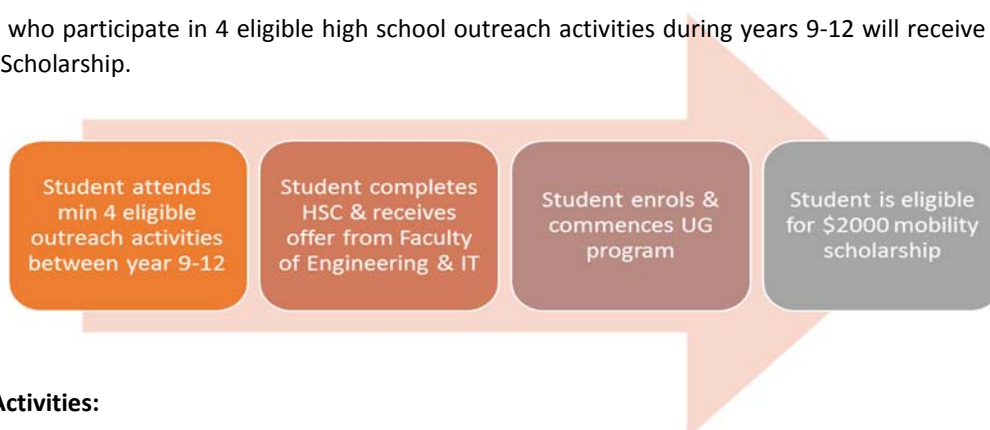 who participate in 4 eligible high school outreach activities during years 9-12 will receive
Scholarship.
Student attends
min 4 eligible
outreach activities
between year 9-12
Student completes
HSC & receives
offer from Faculty
of Engineering & IT
Student enrols &
commences UG
program
Student is eligible
for $2000 mobility
scholarship
Activities: